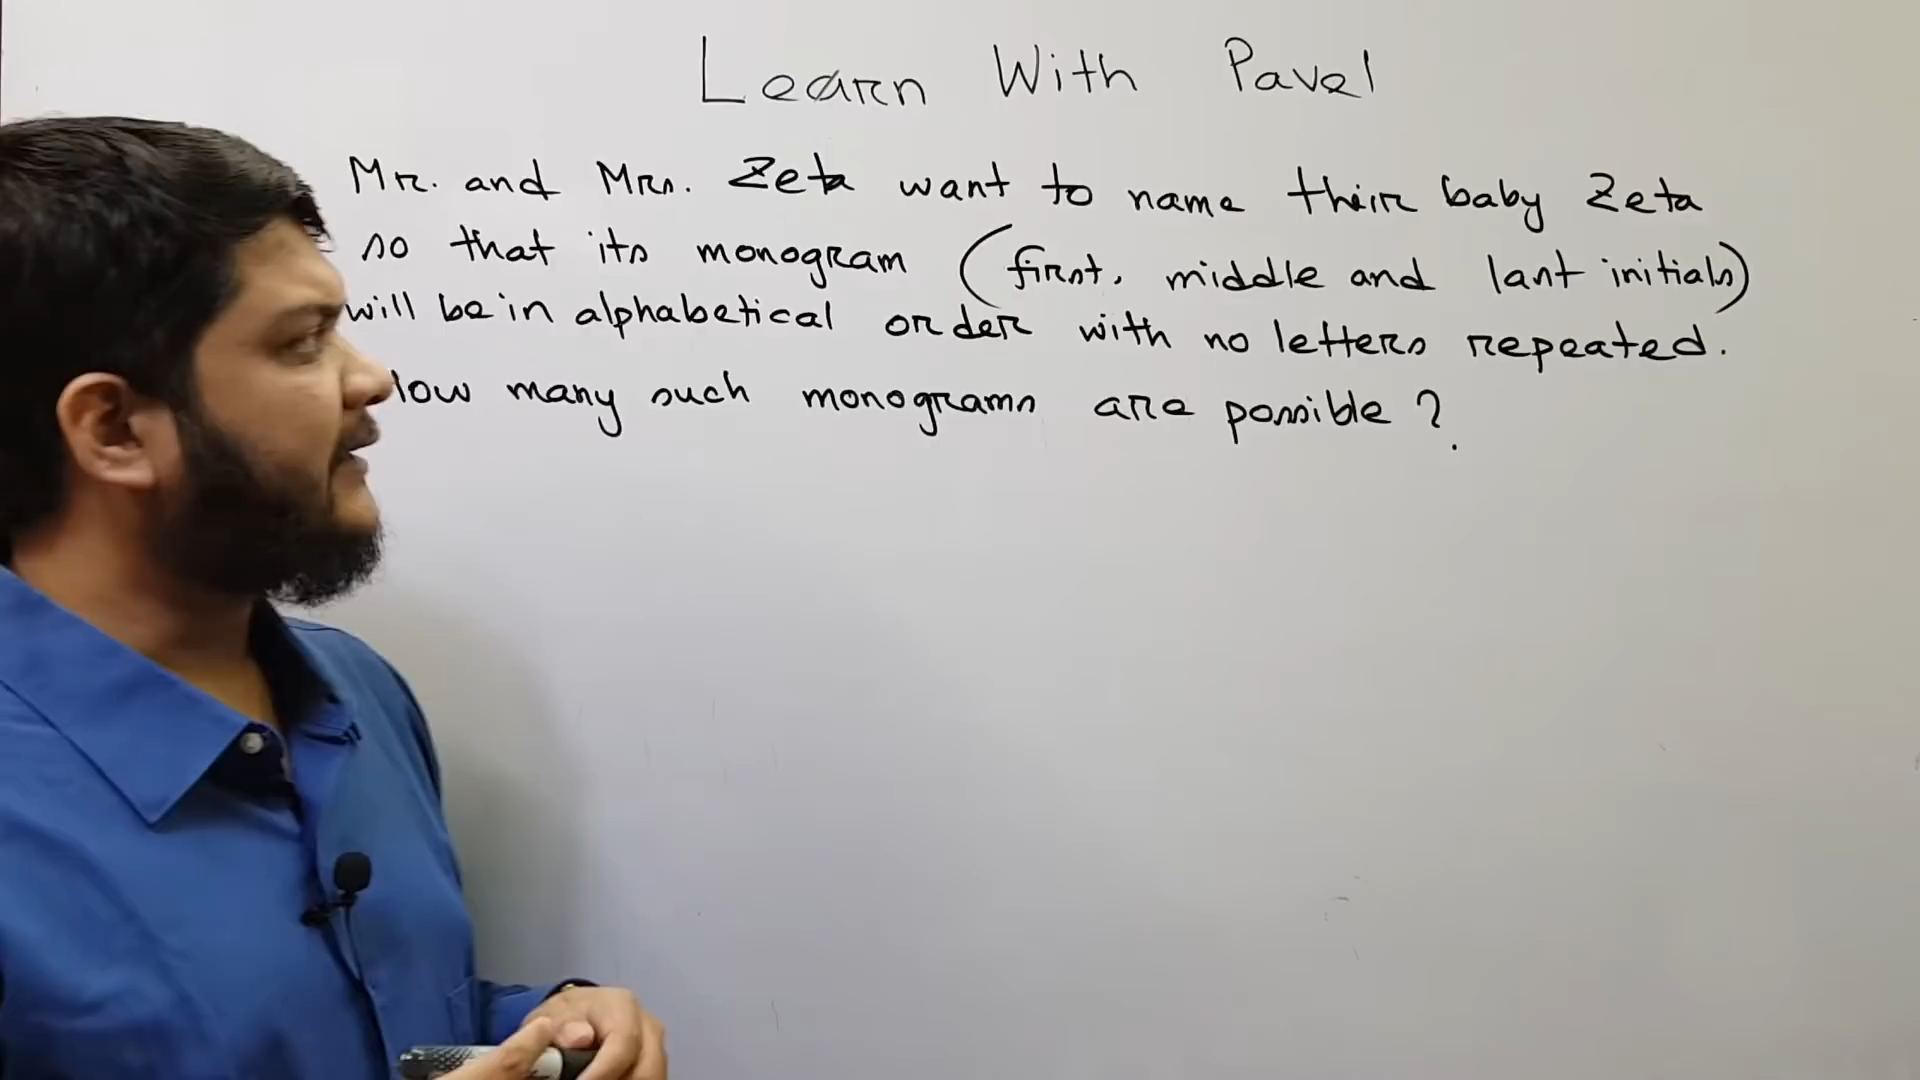 Learn With Pavel
Mr. and Mrs. Zeta want to name their baby Zeta
so that its monogram (first, middle and last initials)
will be in alphabetical order with no letters repeated.
How many such monograms are possible?